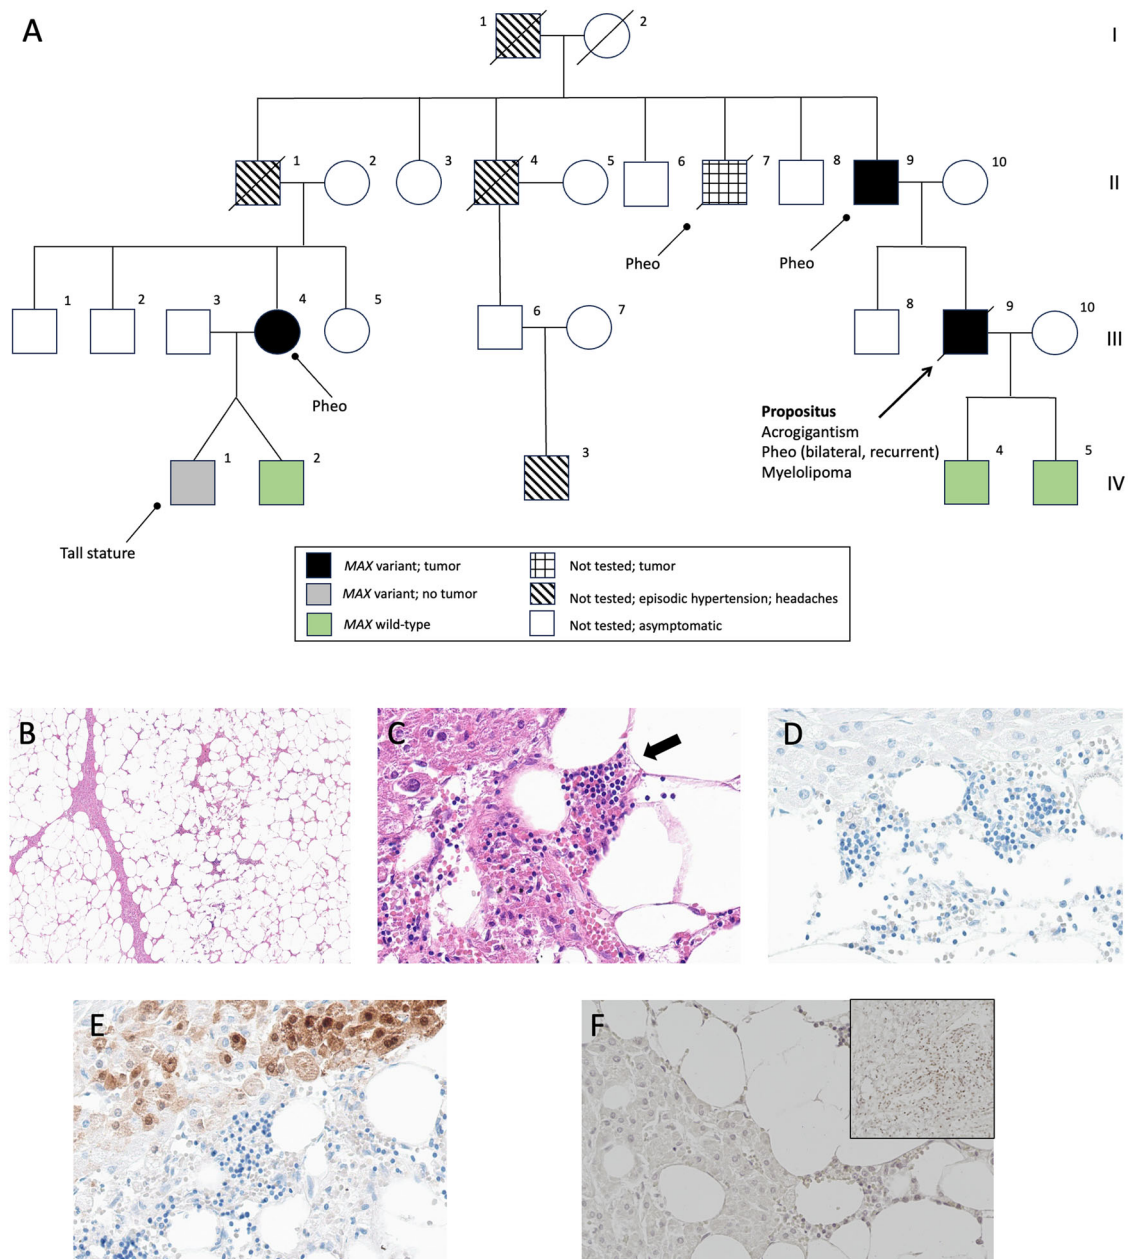 A
1
2
I
1
2
3
4
5
6
7
8
9
10
II
Pheo
Pheo
1
2
3
4
5
6
7
8
9
10
III
Pheo
Propositus
Acrogigantism
Pheo (bilateral, recurrent)
Myelolipoma
1
2
3
4
5
IV
Tall stature
MAX variant; tumor
Not tested; tumor
MAX variant; no tumor
Not tested; episodic hypertension; headaches
MAX wild-type
Not tested; asymptomatic
B
C
D
E
F